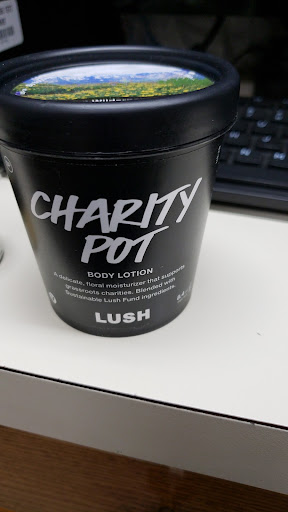 CHARITY
POT
BODY LOTION
A delicate, floral moisturizer that supports
grassroots charities. Blended with
Sustainable Lush Fund ingredients.
LUSH